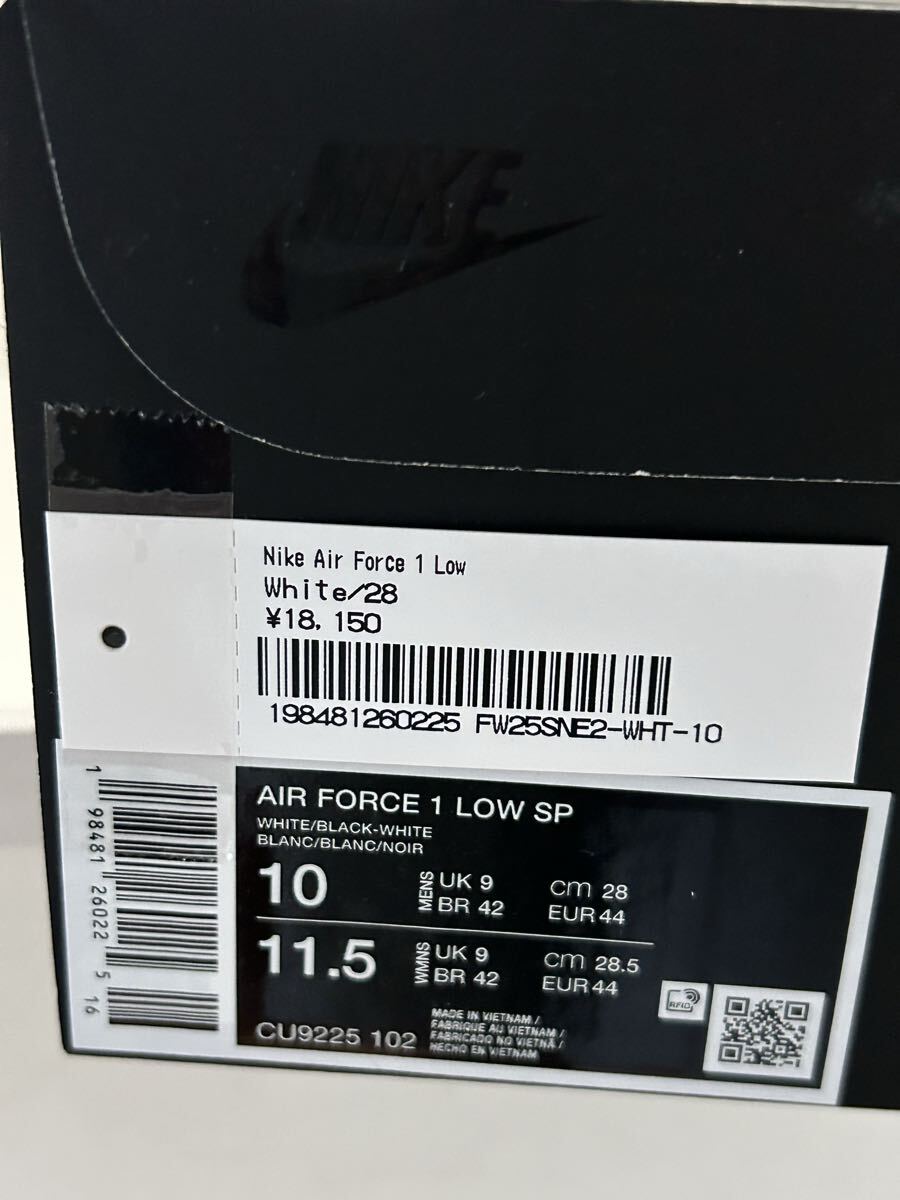 NIKE
Nike Air Force 1 Low
White/28
¥18,150
198481260225 FW25SNE2-WHT-10
1 98481 26022 5 16
AIR FORCE 1 LOW SP
WHITE/BLACK-WHITE
BLANC/BLANC/NOIR
10 MENS UK 9 cm 28
BR 42 EUR 44
11.5 WMNS UK 9 cm 28.5
BR 42 EUR 44
CU9225 102
MADE IN VIETNAM /
FABRIQUE AU VIETNAM /
FABRICADO NO VIETNÃ /
HECHO EN VIETNAM
RFID